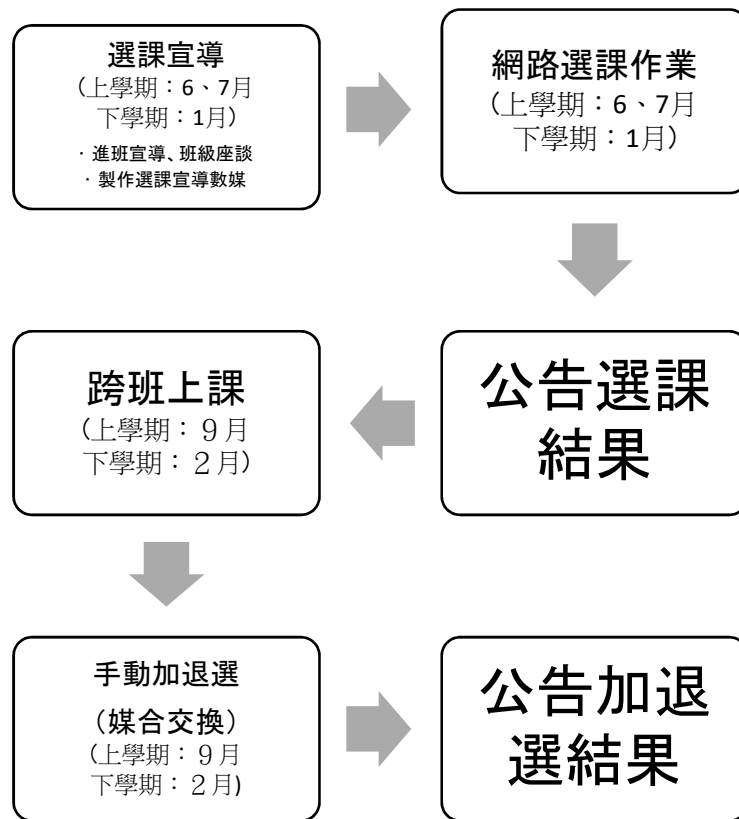 選課宣導
(上學期：6、7月
下學期：1月)
· 進班宣導、班級座談
· 製作選課宣導數媒
網路選課作業
(上學期：6、7月
下學期：1月)
公告選課
結果
跨班上課
(上學期：９月
下學期：２月)
手動加退選
(媒合交換)
(上學期：９月
下學期：２月)
公告加退
選結果